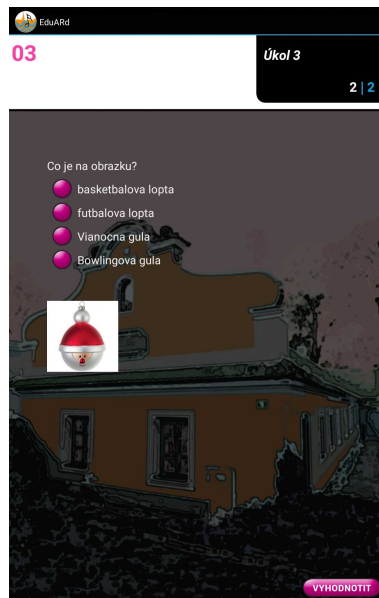 EduARd
03
Úkol 3
2 | 2
Co je na obrazku?
basketbalova lopta
futbalova lopta
Vianocna gula
Bowlingova gula
VYHODNOTIT